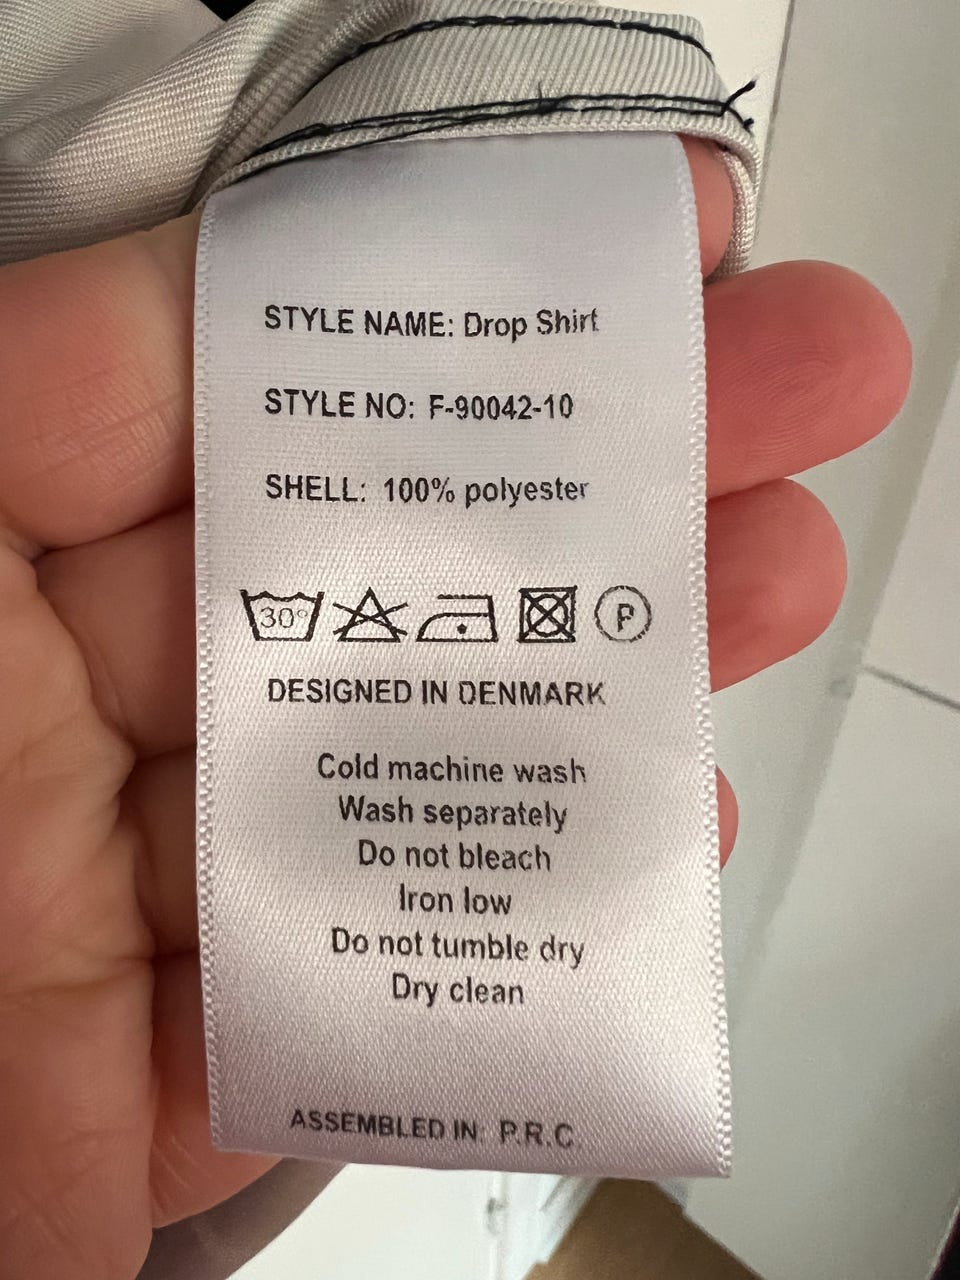 STYLE NAME: Drop Shirt
STYLE NO: F-90042-10
SHELL: 100% polyester
30° P
DESIGNED IN DENMARK
Cold machine wash
Wash separately
Do not bleach
Iron low
Do not tumble dry
Dry clean
ASSEMBLED IN: P.R.C.